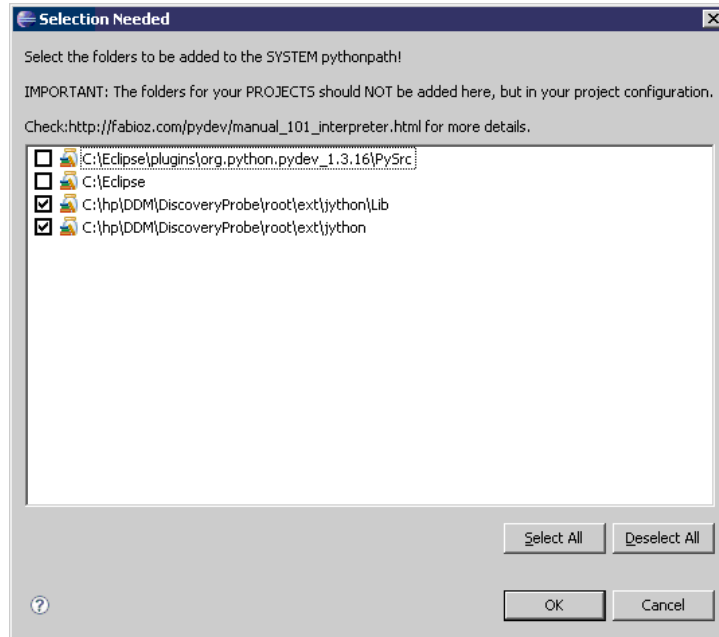 Selection Needed
Select the folders to be added to the SYSTEM pythonpath!
IMPORTANT: The folders for your PROJECTS should NOT be added here, but in your project configuration.
Check:http://fabioz.com/pydev/manual_101_interpreter.html for more details.
C:\Eclipse\plugins\org.python.pydev_1.3.16\PySrc
C:\Eclipse
C:\hp\DDM\DiscoveryProbe\root\ext\jython\Lib
C:\hp\DDM\DiscoveryProbe\root\ext\jython
Select All Deselect All
? OK Cancel